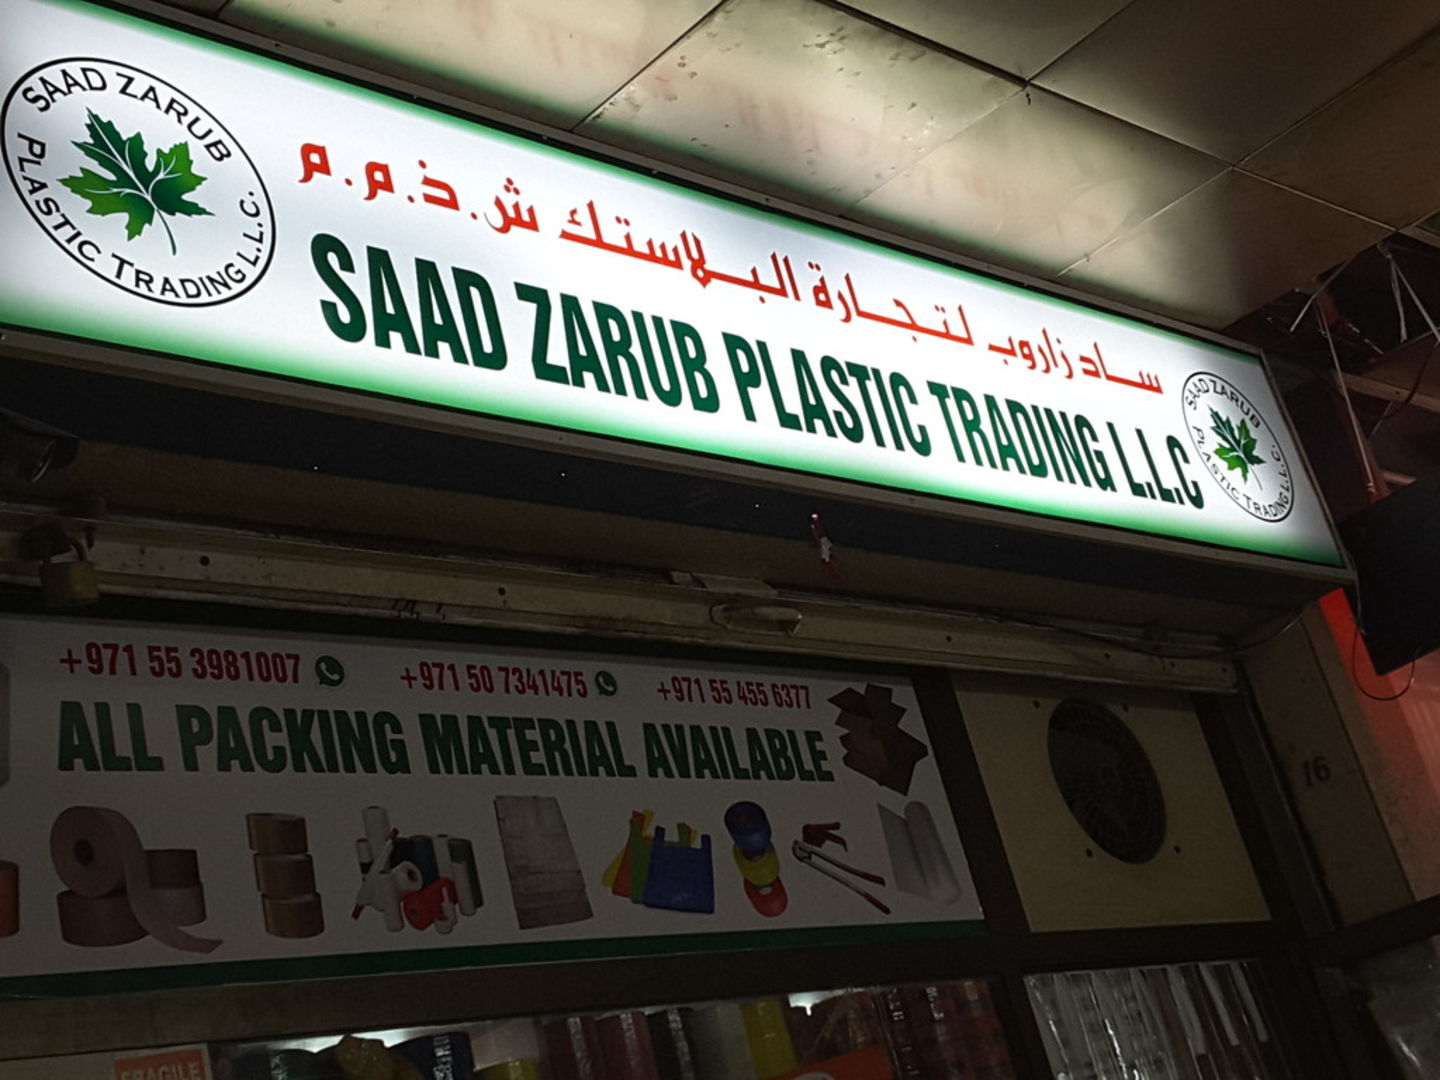 SAAD ZARUB
PLASTIC TRADING L.L.C.
ساد زاروب لتجارة البلاستك ش.ذ.م.م
SAAD ZARUB PLASTIC TRADING L.L.C
SAAD ZARUB
PLASTIC TRADING L.L.C.
+971 55 3981007 +971 50 7341475 +971 55 455 6377
ALL PACKING MATERIAL AVAILABLE
16
FRAGILE